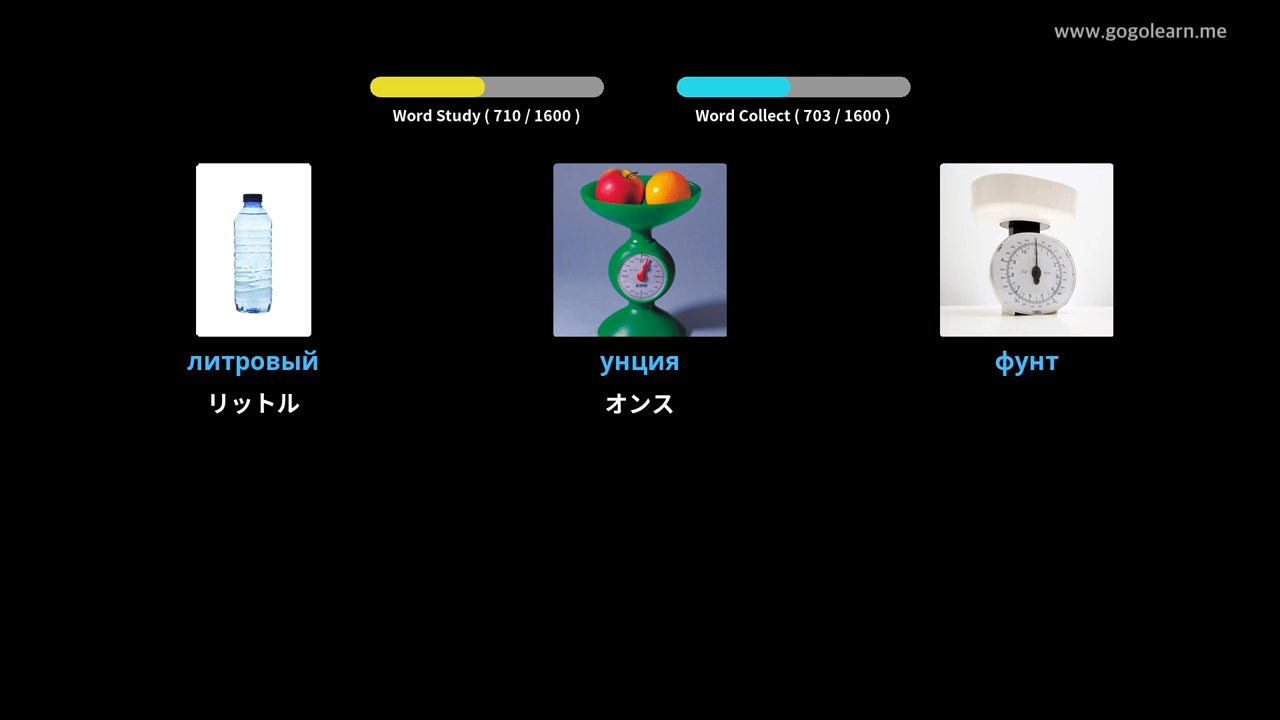 www.gogolearn.me
Word Study ( 710 / 1600 )
Word Collect ( 703 / 1600 )
литровый
унция
фунт
リットル
オンス